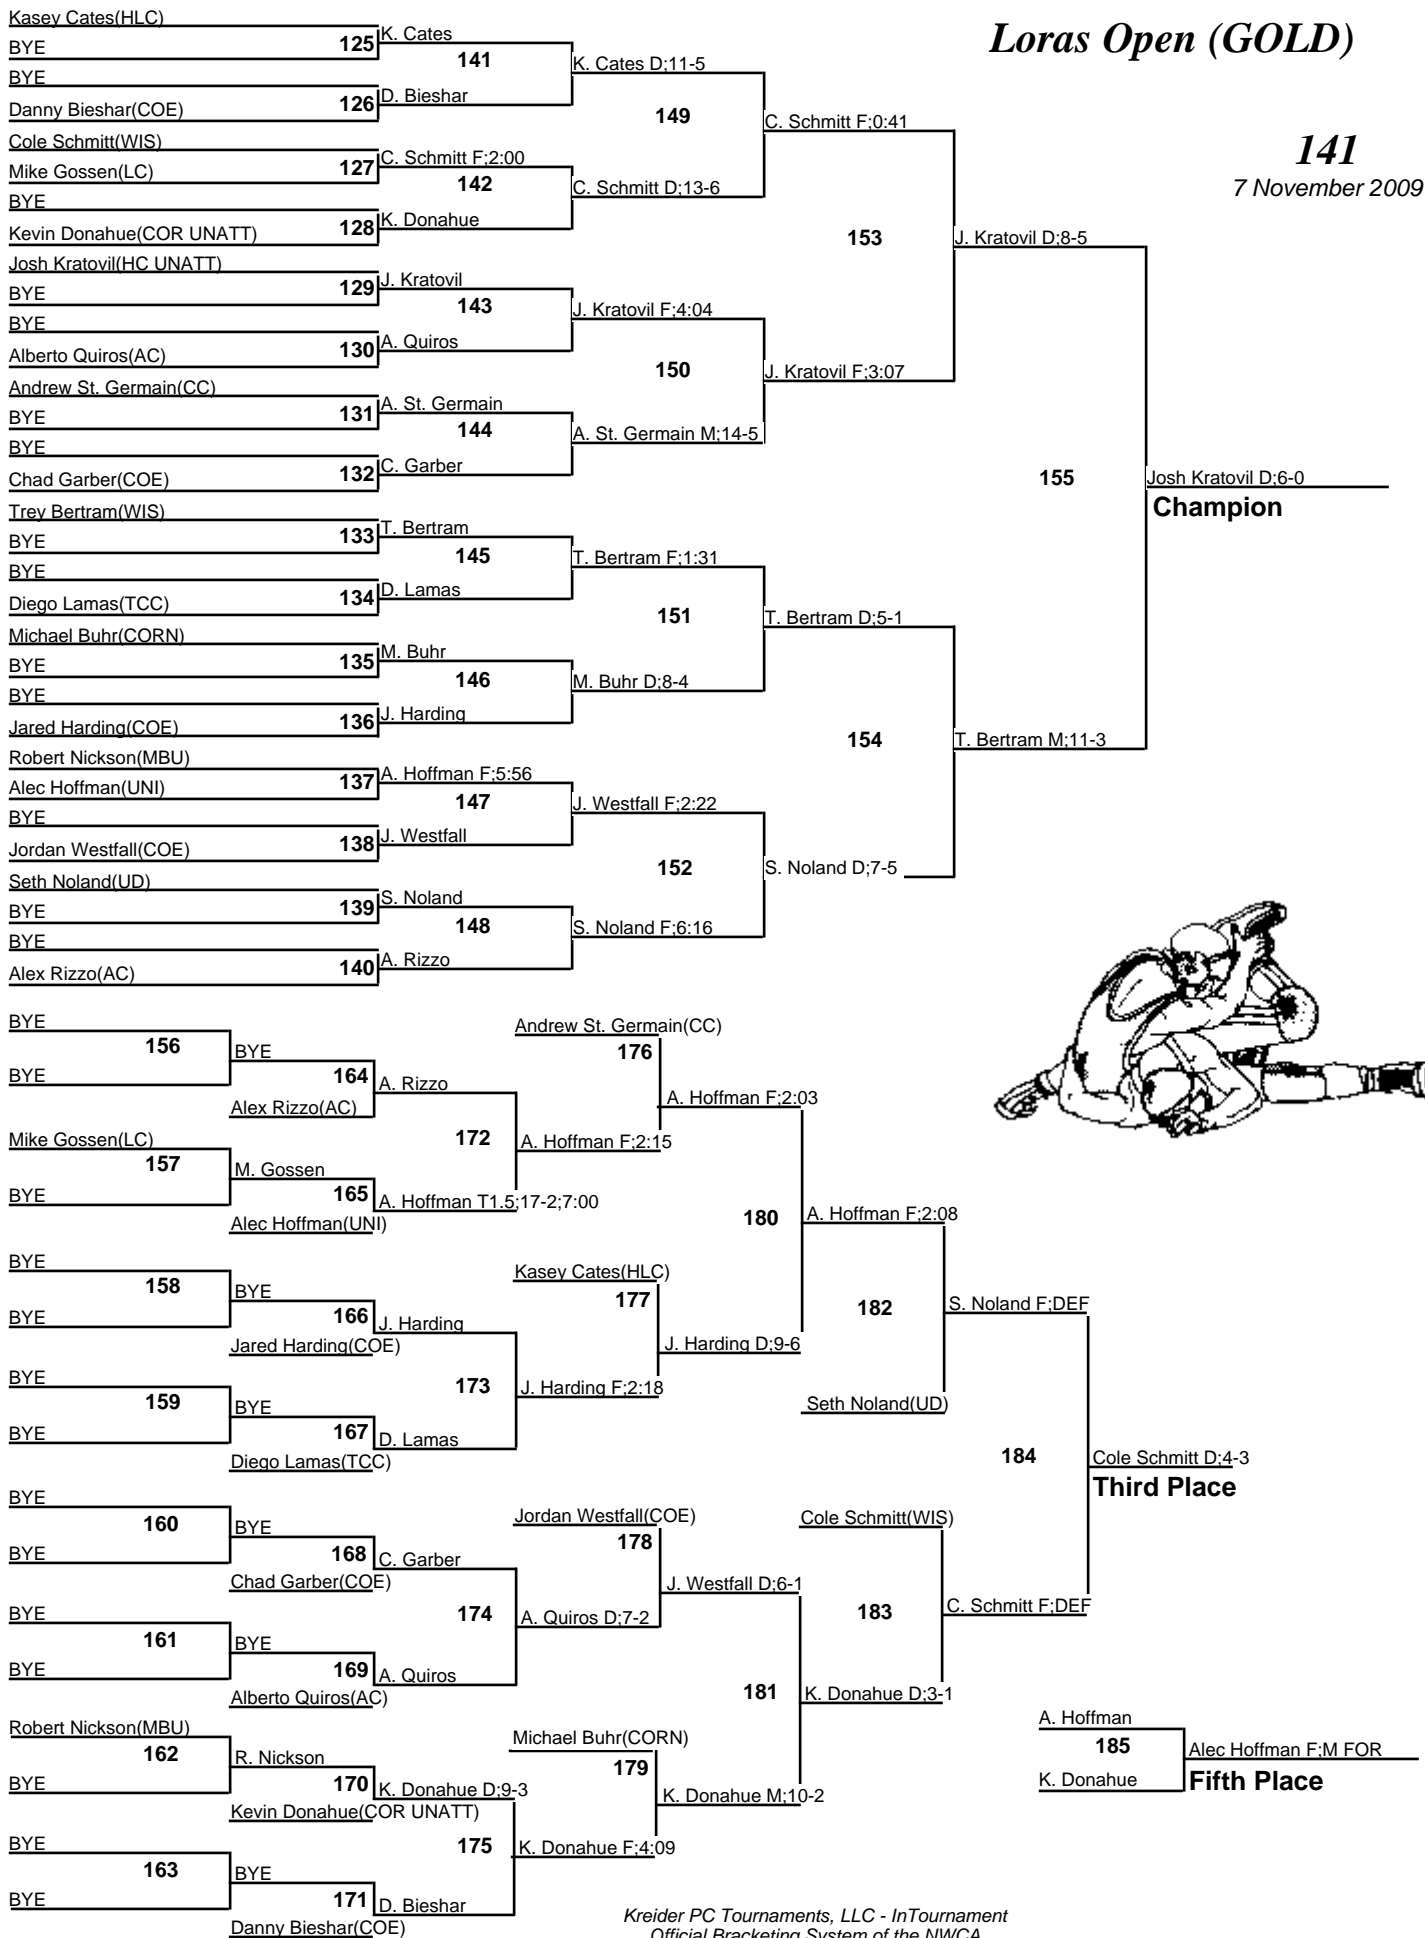 Loras Open (GOLD)
141
7 November 2009
Kasey Cates(HLC)
BYE
125
K. Cates
141
K. Cates D;11-5
BYE
Danny Bieshar(COE)
126
D. Bieshar
149
C. Schmitt F;0:41
Cole Schmitt(WIS)
Mike Gossen(LC)
127
C. Schmitt F;2:00
142
C. Schmitt D;13-6
BYE
Kevin Donahue(COR UNATT)
128
K. Donahue
153
J. Kratovil D;8-5
Josh Kratovil(HC UNATT)
BYE
129
J. Kratovil
143
J. Kratovil F;4:04
BYE
Alberto Quiros(AC)
130
A. Quiros
150
J. Kratovil F;3:07
Andrew St. Germain(CC)
BYE
131
A. St. Germain
144
A. St. Germain M;14-5
BYE
Chad Garber(COE)
132
C. Garber
155
Josh Kratovil D;6-0
Champion
Trey Bertram(WIS)
BYE
133
T. Bertram
145
T. Bertram F;1:31
BYE
Diego Lamas(TCC)
134
D. Lamas
151
T. Bertram D;5-1
Michael Buhr(CORN)
BYE
135
M. Buhr
146
M. Buhr D;8-4
BYE
Jared Harding(COE)
136
J. Harding
154
T. Bertram M;11-3
Robert Nickson(MBU)
Alec Hoffman(UNI)
137
A. Hoffman F;5:56
147
J. Westfall F;2:22
BYE
Jordan Westfall(COE)
138
J. Westfall
152
S. Noland D;7-5
Seth Noland(UD)
BYE
139
S. Noland
148
S. Noland F;6:16
BYE
Alex Rizzo(AC)
140
A. Rizzo
BYE
156
BYE
BYE
164
Alex Rizzo(AC)
A. Rizzo
Andrew St. Germain(CC)
176
A. Hoffman F;2:03
172
A. Hoffman F;2:15
Mike Gossen(LC)
157
BYE
M. Gossen
165
Alec Hoffman(UNI)
A. Hoffman T1.5;17-2;7:00
180
A. Hoffman F;2:08
BYE
158
BYE
BYE
166
Jared Harding(COE)
J. Harding
Kasey Cates(HLC)
177
J. Harding D;9-6
182
S. Noland F;DEF
BYE
159
BYE
BYE
167
Diego Lamas(TCC)
D. Lamas
173
J. Harding F;2:18
Seth Noland(UD)
184
Cole Schmitt D;4-3
Third Place
BYE
160
BYE
BYE
168
Chad Garber(COE)
C. Garber
Jordan Westfall(COE)
178
J. Westfall D;6-1
Cole Schmitt(WIS)
183
C. Schmitt F;DEF
174
A. Quiros D;7-2
BYE
161
BYE
BYE
169
Alberto Quiros(AC)
A. Quiros
181
K. Donahue D;3-1
Robert Nickson(MBU)
162
BYE
R. Nickson
170
Kevin Donahue(COR UNATT)
K. Donahue D;9-3
Michael Buhr(CORN)
179
K. Donahue M;10-2
175
K. Donahue F;4:09
BYE
163
BYE
BYE
171
Danny Bieshar(COE)
D. Bieshar
A. Hoffman
185
K. Donahue
Alec Hoffman F;M FOR
Fifth Place
Kreider PC Tournaments, LLC - InTournament
Official Bracketing System of the NWCA